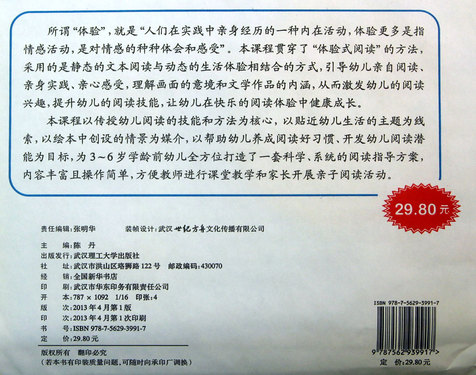 所谓“体验”，就是“人们在实践中亲身经历的一种内在活动，体验更多是指
情感活动，是对情感的种种体会和感受”。本课程贯穿了“体验式阅读”的方法，
采用的是静态的文本阅读与动态的生活体验相结合的方式，引导幼儿亲自阅读、
亲身实践、亲心感受，理解画面的意境和文学作品的内涵，从而激发幼儿的阅读
兴趣，提升幼儿的阅读技能，让幼儿在快乐的阅读体验中健康成长。
本课程以传授幼儿阅读的技能和方法为核心，以贴近幼儿生活的主题为线
索，以绘本中创设的情景为媒介，以帮助幼儿养成阅读好习惯、开发幼儿阅读潜
能为目标，为3~6岁学龄前幼儿全方位打造了一套科学、系统的阅读指导方案，
内容丰富且操作简单，方便教师进行课堂教学和家长开展亲子阅读活动。
29.80元
责任编辑：张明华 装帧设计：武汉世纪方舟文化传播有限公司
主 编：陈 丹
出版发行：武汉理工大学出版社
社 址：武汉市洪山区珞狮路122号 邮政编码：430070
经 销：全国新华书店
印 刷：武汉市华东印务有限责任公司
开 本：787×1092 1/16 印张：4
版 次：2013年4月第1版
印 次：2013年4月第1次印刷
书 号：ISBN 978-7-5629-3991-7
定 价：29.80元
版权所有 翻印必究
（若本书有印装质量问题，可随时向承印厂调换）
ISBN 978-7-5629-3991-7
9 787562 939917 >
定价：29.80元